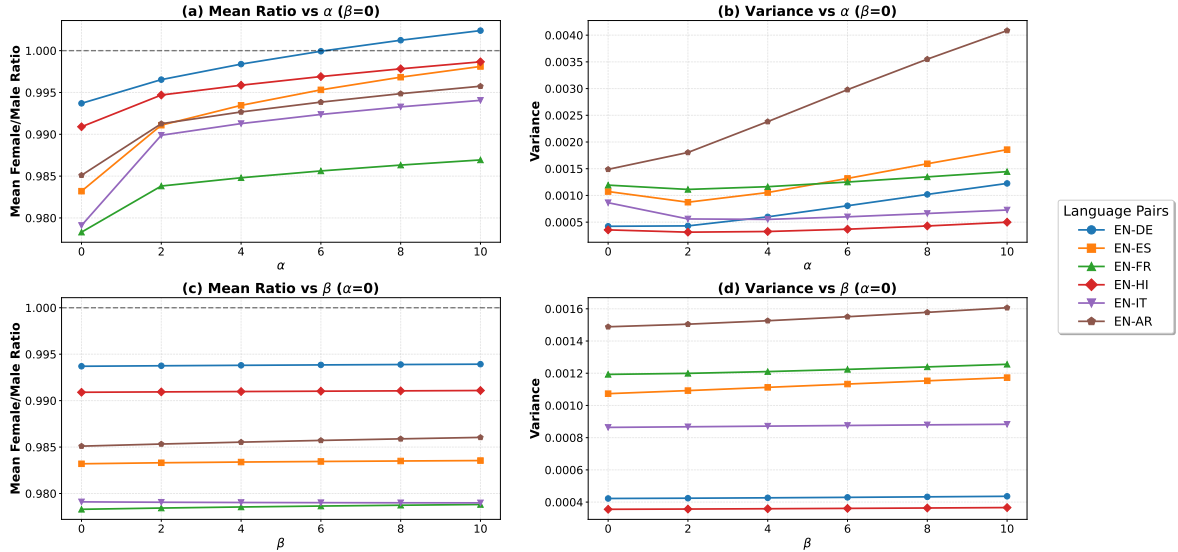 (a) Mean Ratio vs α (β=0)
Mean Female/Male Ratio
1.000
0.995
0.990
0.985
0.980
0 2 4 6 8 10
α
(b) Variance vs α (β=0)
Variance
0.0040
0.0035
0.0030
0.0025
0.0020
0.0015
0.0010
0.0005
0 2 4 6 8 10
α
(c) Mean Ratio vs β (α=0)
Mean Female/Male Ratio
1.000
0.995
0.990
0.985
0.980
0 2 4 6 8 10
β
(d) Variance vs β (α=0)
Variance
0.0016
0.0014
0.0012
0.0010
0.0008
0.0006
0.0004
0 2 4 6 8 10
β
Language Pairs
EN-DE
EN-ES
EN-FR
EN-HI
EN-IT
EN-AR